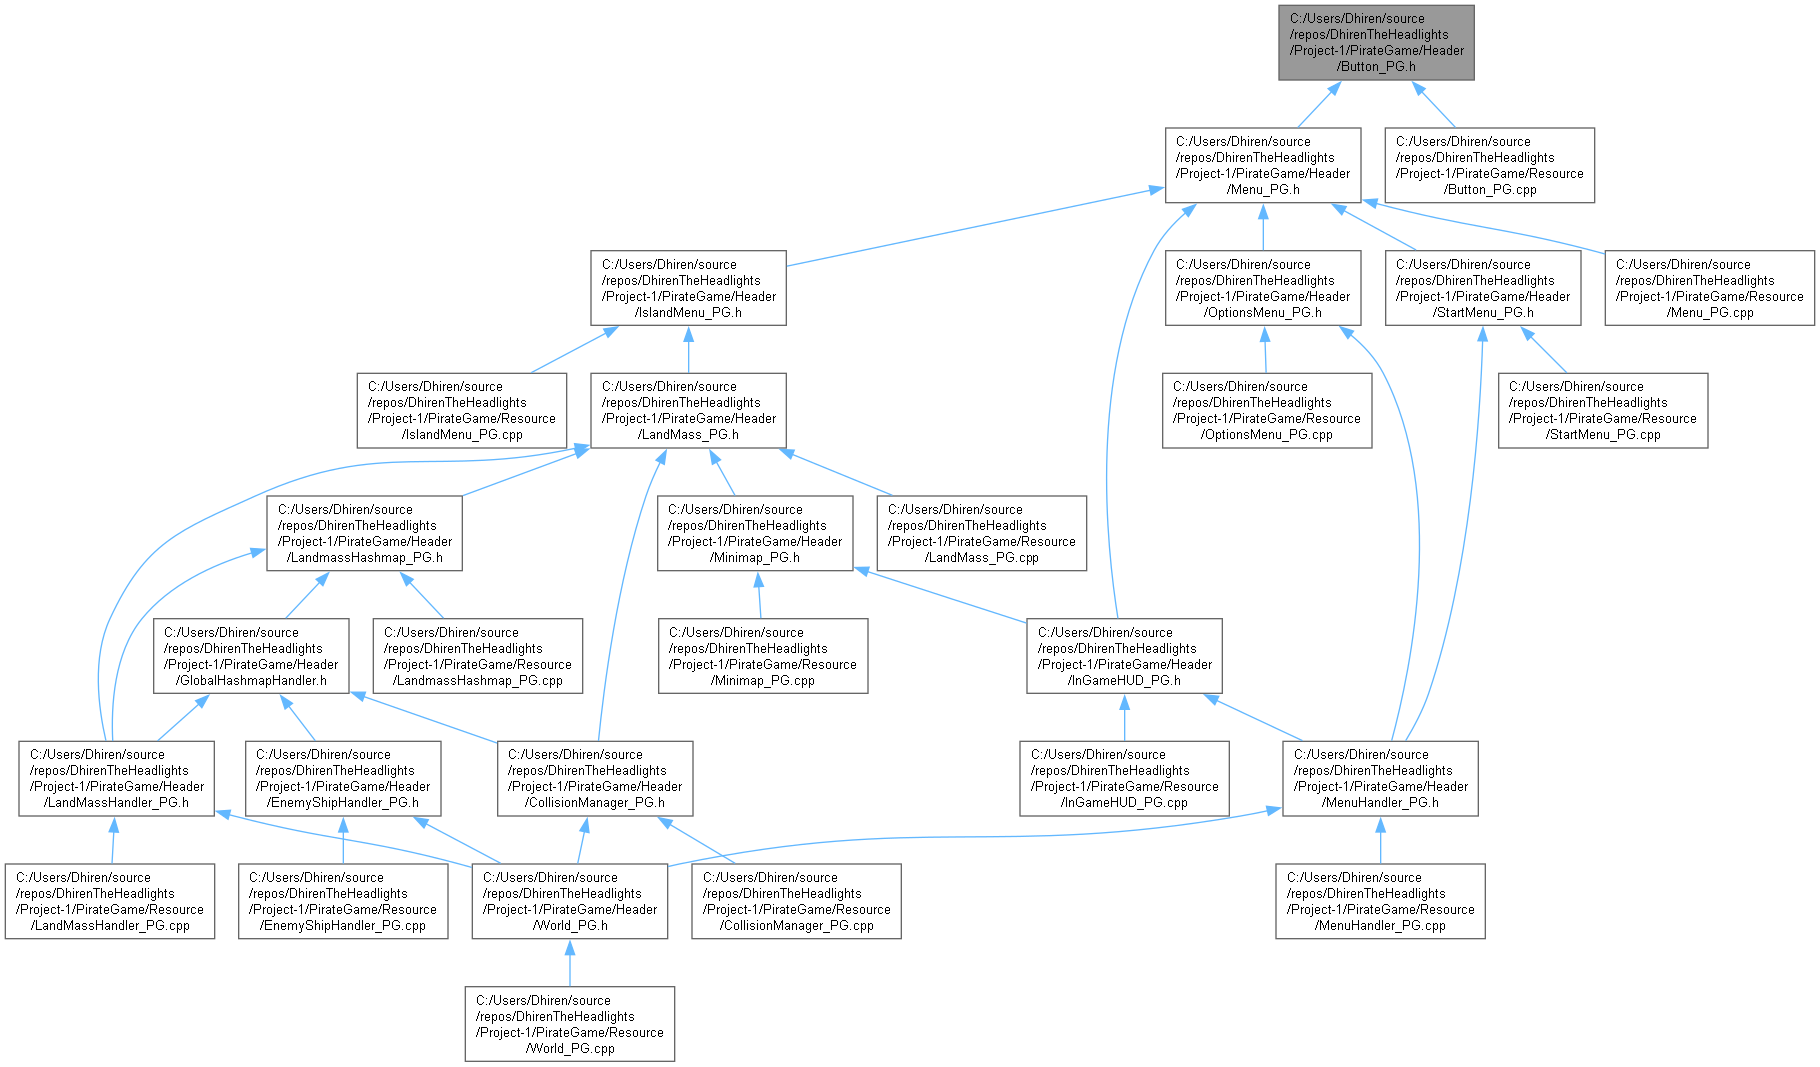 C:/Users/Dhiren/source
/repos/DhirenTheHeadlights
/Project-1/PirateGame/Header
/Button_PG.h
C:/Users/Dhiren/source
/repos/DhirenTheHeadlights
/Project-1/PirateGame/Header
/Menu_PG.h
C:/Users/Dhiren/source
/repos/DhirenTheHeadlights
/Project-1/PirateGame/Resource
/Button_PG.cpp
C:/Users/Dhiren/source
/repos/DhirenTheHeadlights
/Project-1/PirateGame/Header
/IslandMenu_PG.h
C:/Users/Dhiren/source
/repos/DhirenTheHeadlights
/Project-1/PirateGame/Header
/OptionsMenu_PG.h
C:/Users/Dhiren/source
/repos/DhirenTheHeadlights
/Project-1/PirateGame/Header
/StartMenu_PG.h
C:/Users/Dhiren/source
/repos/DhirenTheHeadlights
/Project-1/PirateGame/Resource
/Menu_PG.cpp
C:/Users/Dhiren/source
/repos/DhirenTheHeadlights
/Project-1/PirateGame/Resource
/IslandMenu_PG.cpp
C:/Users/Dhiren/source
/repos/DhirenTheHeadlights
/Project-1/PirateGame/Header
/LandMass_PG.h
C:/Users/Dhiren/source
/repos/DhirenTheHeadlights
/Project-1/PirateGame/Resource
/OptionsMenu_PG.cpp
C:/Users/Dhiren/source
/repos/DhirenTheHeadlights
/Project-1/PirateGame/Resource
/StartMenu_PG.cpp
C:/Users/Dhiren/source
/repos/DhirenTheHeadlights
/Project-1/PirateGame/Header
/LandmassHashmap_PG.h
C:/Users/Dhiren/source
/repos/DhirenTheHeadlights
/Project-1/PirateGame/Header
/Minimap_PG.h
C:/Users/Dhiren/source
/repos/DhirenTheHeadlights
/Project-1/PirateGame/Resource
/LandMass_PG.cpp
C:/Users/Dhiren/source
/repos/DhirenTheHeadlights
/Project-1/PirateGame/Header
/GlobalHashmapHandler.h
C:/Users/Dhiren/source
/repos/DhirenTheHeadlights
/Project-1/PirateGame/Resource
/LandmassHashmap_PG.cpp
C:/Users/Dhiren/source
/repos/DhirenTheHeadlights
/Project-1/PirateGame/Resource
/Minimap_PG.cpp
C:/Users/Dhiren/source
/repos/DhirenTheHeadlights
/Project-1/PirateGame/Header
/InGameHUD_PG.h
C:/Users/Dhiren/source
/repos/DhirenTheHeadlights
/Project-1/PirateGame/Header
/LandMassHandler_PG.h
C:/Users/Dhiren/source
/repos/DhirenTheHeadlights
/Project-1/PirateGame/Header
/EnemyShipHandler_PG.h
C:/Users/Dhiren/source
/repos/DhirenTheHeadlights
/Project-1/PirateGame/Header
/CollisionManager_PG.h
C:/Users/Dhiren/source
/repos/DhirenTheHeadlights
/Project-1/PirateGame/Resource
/InGameHUD_PG.cpp
C:/Users/Dhiren/source
/repos/DhirenTheHeadlights
/Project-1/PirateGame/Header
/MenuHandler_PG.h
C:/Users/Dhiren/source
/repos/DhirenTheHeadlights
/Project-1/PirateGame/Resource
/LandMassHandler_PG.cpp
C:/Users/Dhiren/source
/repos/DhirenTheHeadlights
/Project-1/PirateGame/Resource
/EnemyShipHandler_PG.cpp
C:/Users/Dhiren/source
/repos/DhirenTheHeadlights
/Project-1/PirateGame/Header
/World_PG.h
C:/Users/Dhiren/source
/repos/DhirenTheHeadlights
/Project-1/PirateGame/Resource
/CollisionManager_PG.cpp
C:/Users/Dhiren/source
/repos/DhirenTheHeadlights
/Project-1/PirateGame/Resource
/MenuHandler_PG.cpp
C:/Users/Dhiren/source
/repos/DhirenTheHeadlights
/Project-1/PirateGame/Resource
/World_PG.cpp